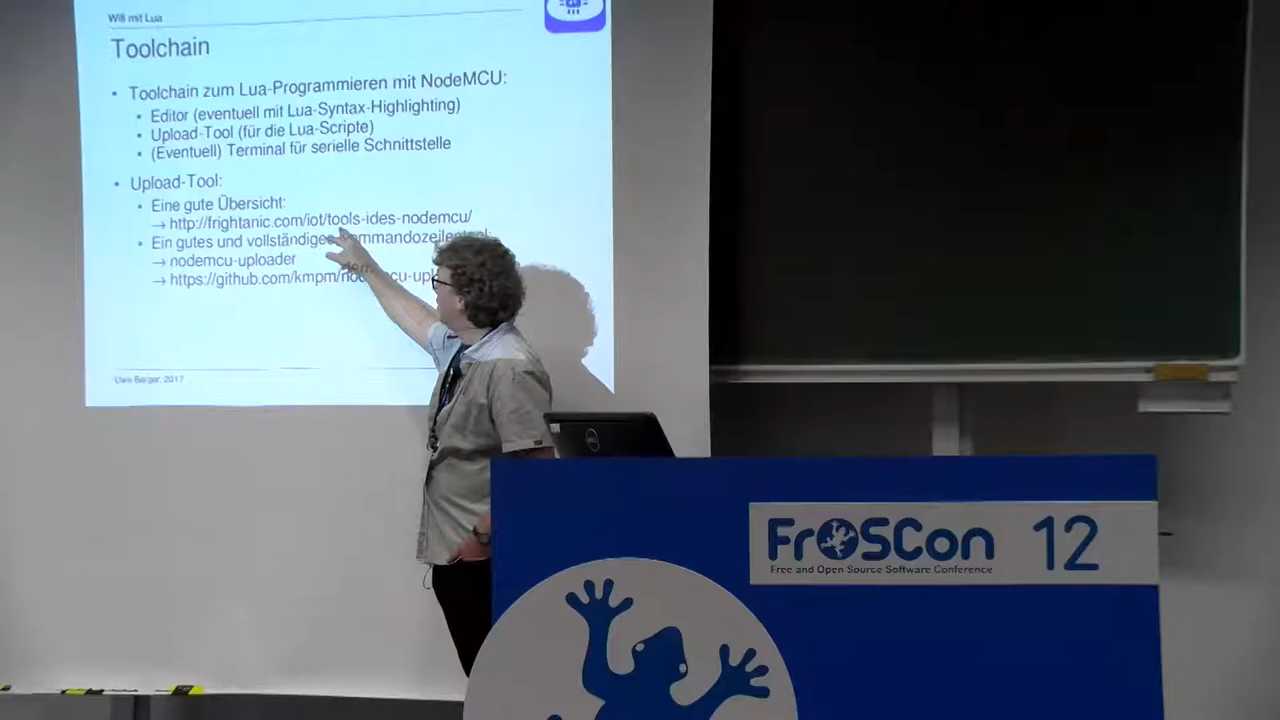 Will mit Lua
Toolchain
• Toolchain zum Lua-Programmieren mit NodeMCU:
• Editor (eventuell mit Lua-Syntax-Highlighting)
• Upload-Tool (für die Lua-Scripte)
• (Eventuell) Terminal für serielle Schnittstelle
• Upload-Tool:
• Eine gute Übersicht:
→ http://frightanic.com/iot/tools-ides-nodemcu/
• Ein gutes und vollständiges
→ nodemcu-uploader
→ https://github.com/kmpm/
Uwe Berger, 2017
DELL
FrOSCon 12
Free and Open Source Software Conference